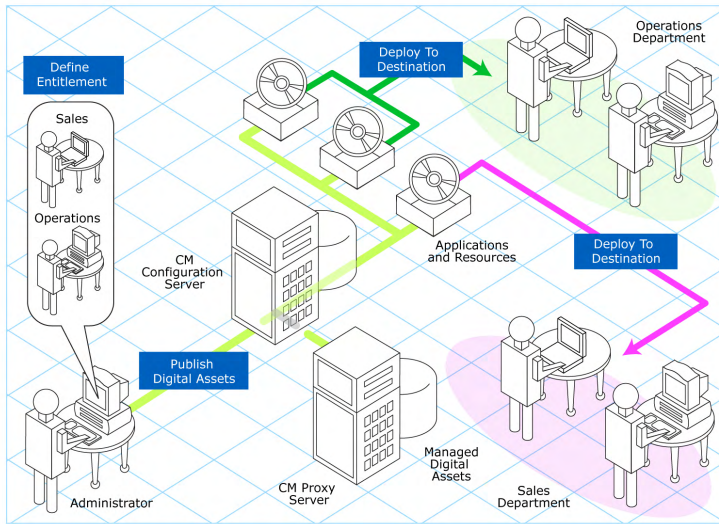 Define
Entitlement
Sales
Operations
Deploy To
Destination
Operations
Department
CM
Configuration
Server
Applications
and Resources
Deploy To
Destination
Publish
Digital Assets
Administrator
CM Proxy
Server
Managed
Digital
Assets
Sales
Department